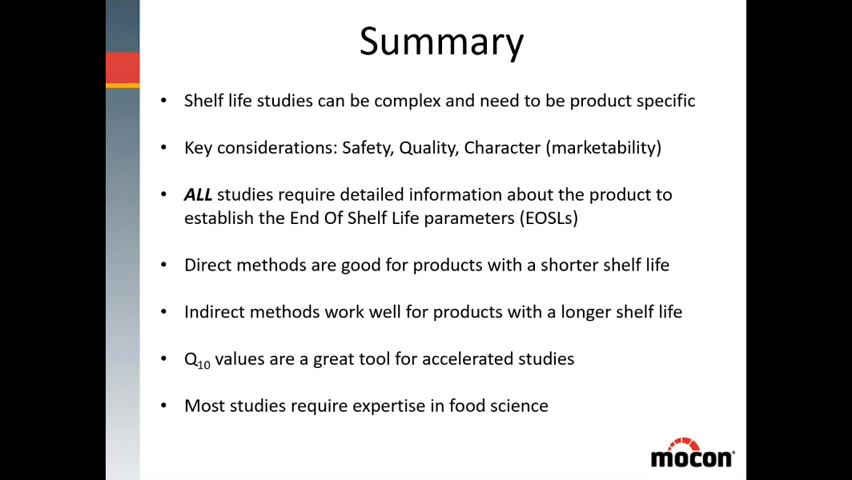 Summary
• Shelf life studies can be complex and need to be product specific
• Key considerations: Safety, Quality, Character (marketability)
• ALL studies require detailed information about the product to
establish the End Of Shelf Life parameters (EOSLs)
• Direct methods are good for products with a shorter shelf life
• Indirect methods work well for products with a longer shelf life
• Q10 values are a great tool for accelerated studies
• Most studies require expertise in food science
mocon®